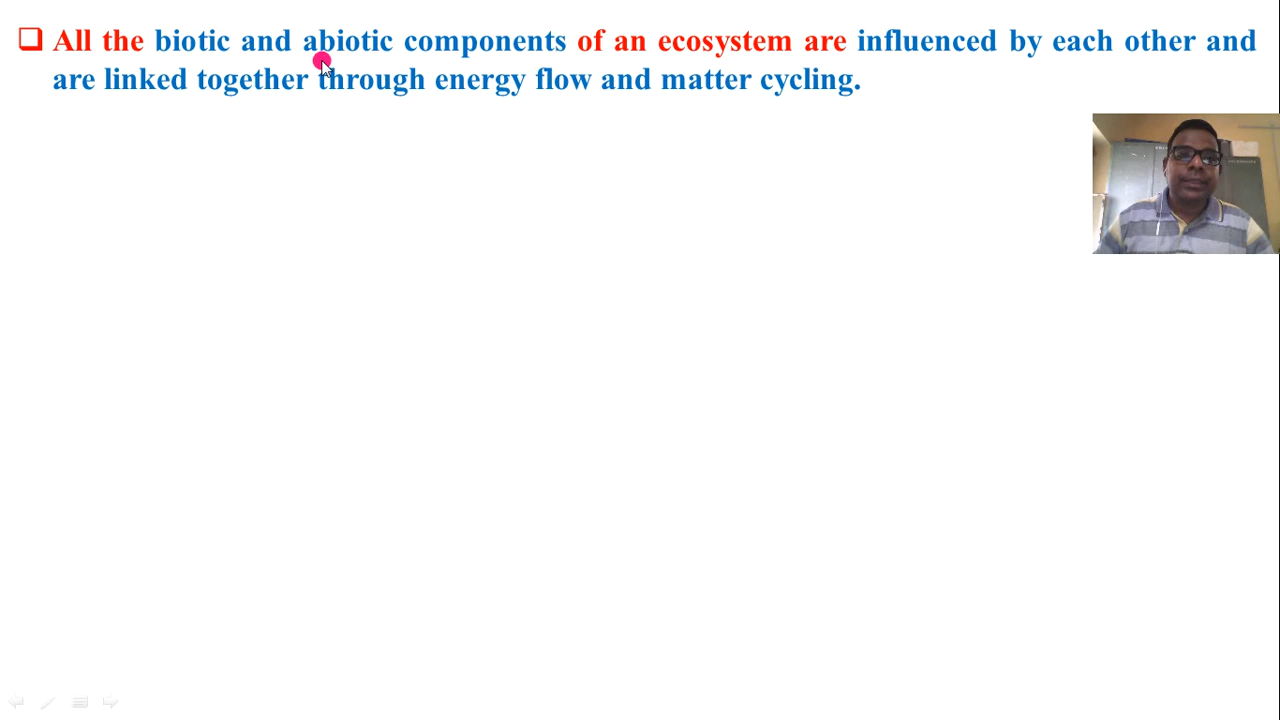 All the biotic and abiotic components of an ecosystem are influenced by each other and
are linked together through energy flow and matter cycling.